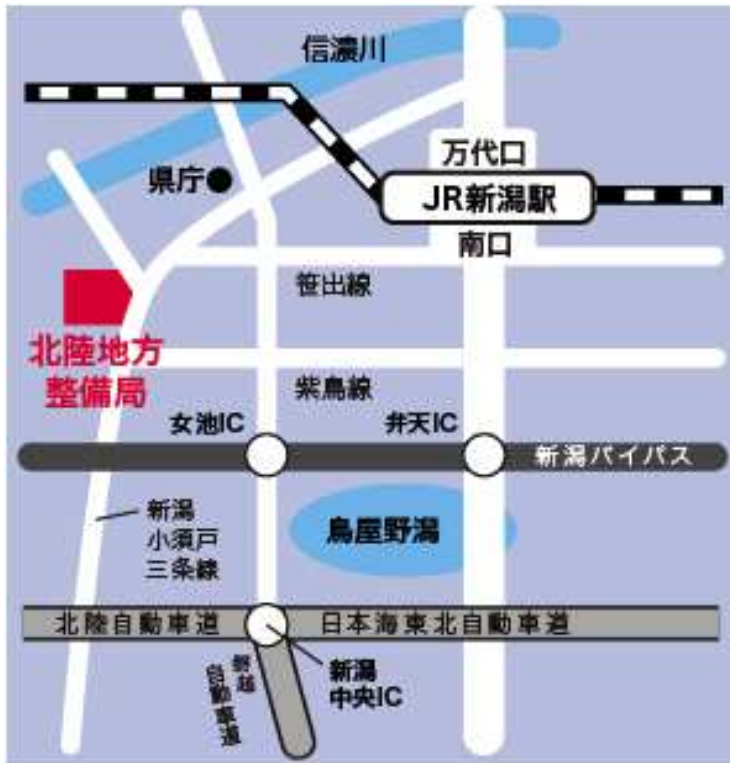 信濃川
万代口
県庁
JR新潟駅
南口
笹出線
北陸地方
整備局
紫鳥線
女池IC
弁天IC
新潟バイパス
新潟
小須戸
三条線
鳥屋野潟
北陸自動車道
日本海東北自動車道
磐越
自動車道
新潟
中央IC